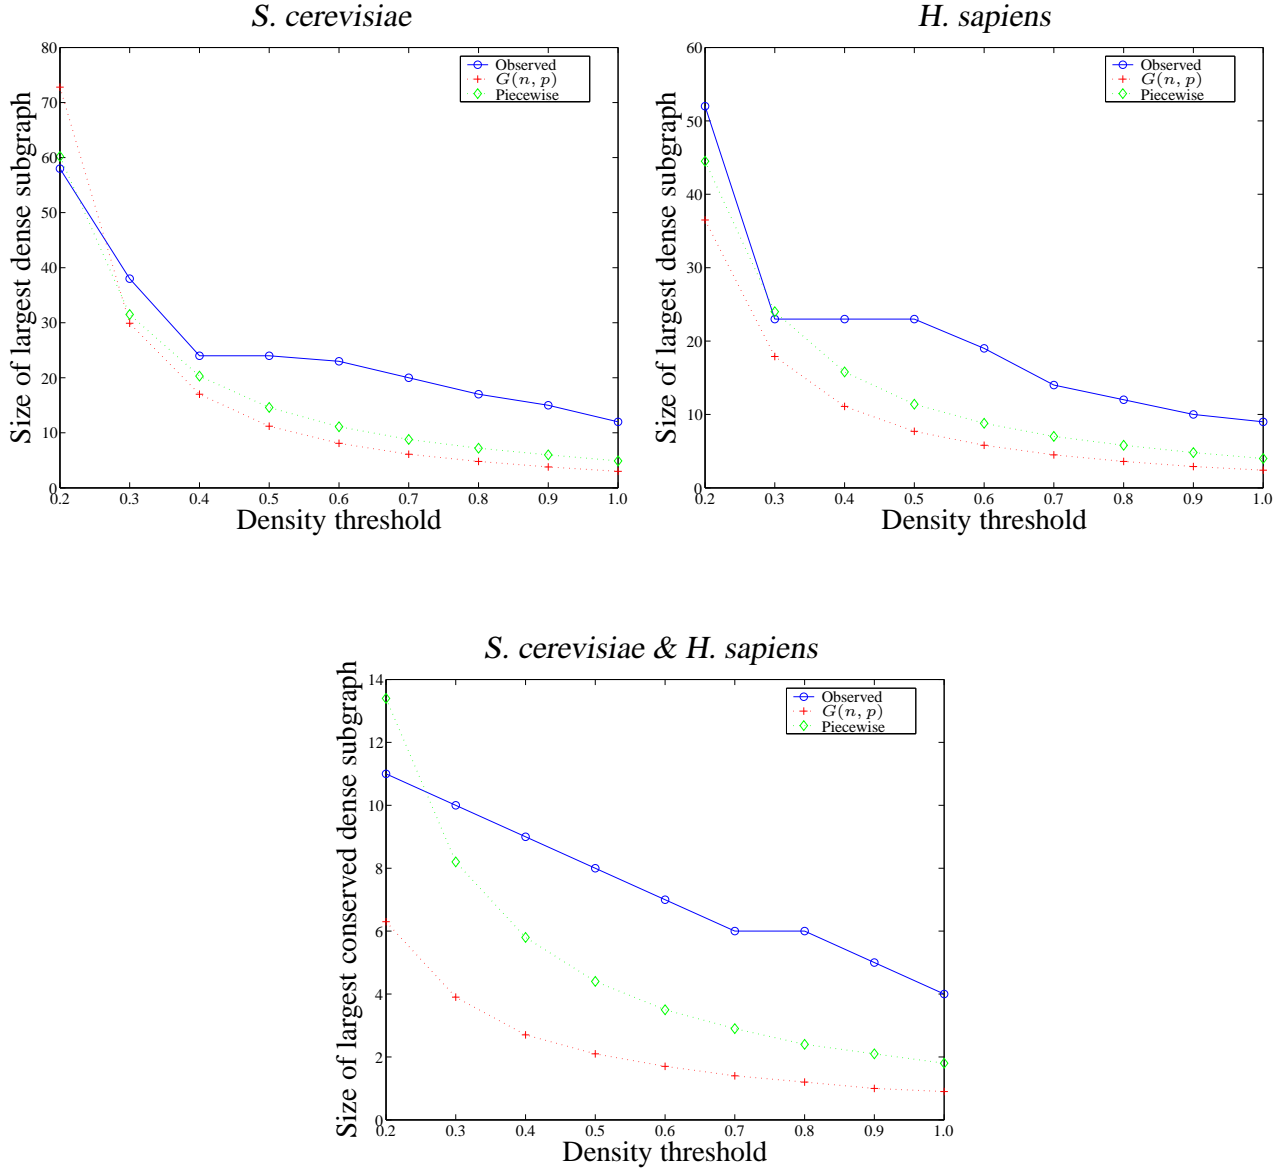 S. cerevisiae
Size of largest dense subgraph
80
70
60
50
40
30
20
10
0
0.2 0.3 0.4 0.5 0.6 0.7 0.8 0.9 1.0
Density threshold
Observed
G(n, p)
Piecewise
H. sapiens
Size of largest dense subgraph
60
50
40
30
20
10
0
0.2 0.3 0.4 0.5 0.6 0.7 0.8 0.9 1.0
Density threshold
Observed
G(n, p)
Piecewise
S. cerevisiae & H. sapiens
Size of largest conserved dense subgraph
14
12
10
8
6
4
2
0
0.2 0.3 0.4 0.5 0.6 0.7 0.8 0.9 1.0
Density threshold
Observed
G(n, p)
Piecewise